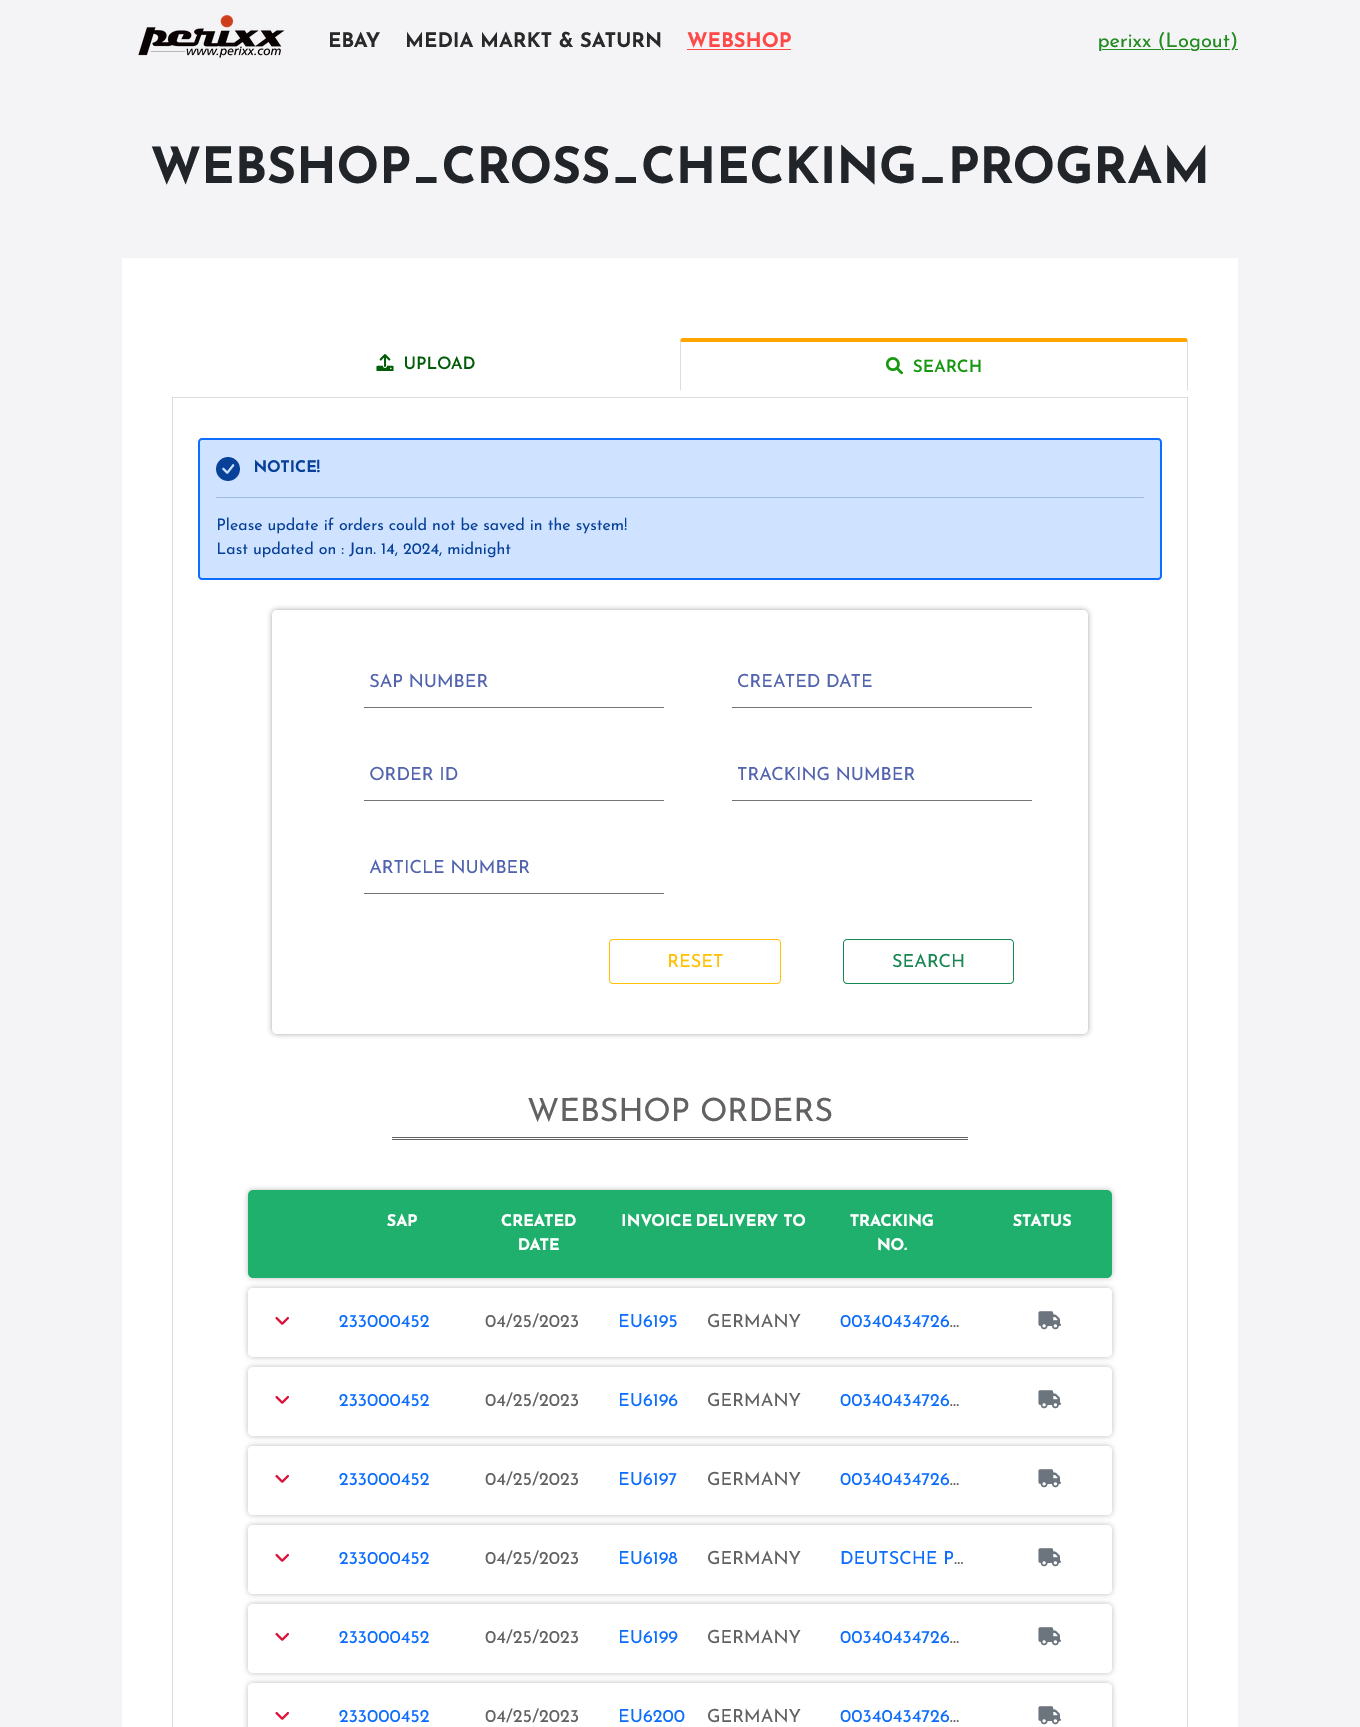 perixx
www.perixx.com
EBAY MEDIA MARKT & SATURN WEBSHOP
perixx (Logout)
WEBSHOP_CROSS_CHECKING_PROGRAM
UPLOAD
SEARCH
NOTICE!
Please update if orders could not be saved in the system!
Last updated on : Jan. 14, 2024, midnight
SAP NUMBER
CREATED DATE
ORDER ID
TRACKING NUMBER
ARTICLE NUMBER
RESET
SEARCH
WEBSHOP ORDERS
SAP CREATED DATE INVOICE DELIVERY TO TRACKING NO. STATUS
233000452 04/25/2023 EU6195 GERMANY 00340434726...
233000452 04/25/2023 EU6196 GERMANY 00340434726...
233000452 04/25/2023 EU6197 GERMANY 00340434726...
233000452 04/25/2023 EU6198 GERMANY DEUTSCHE P...
233000452 04/25/2023 EU6199 GERMANY 00340434726...
233000452 04/25/2023 EU6200 GERMANY 00340434726...